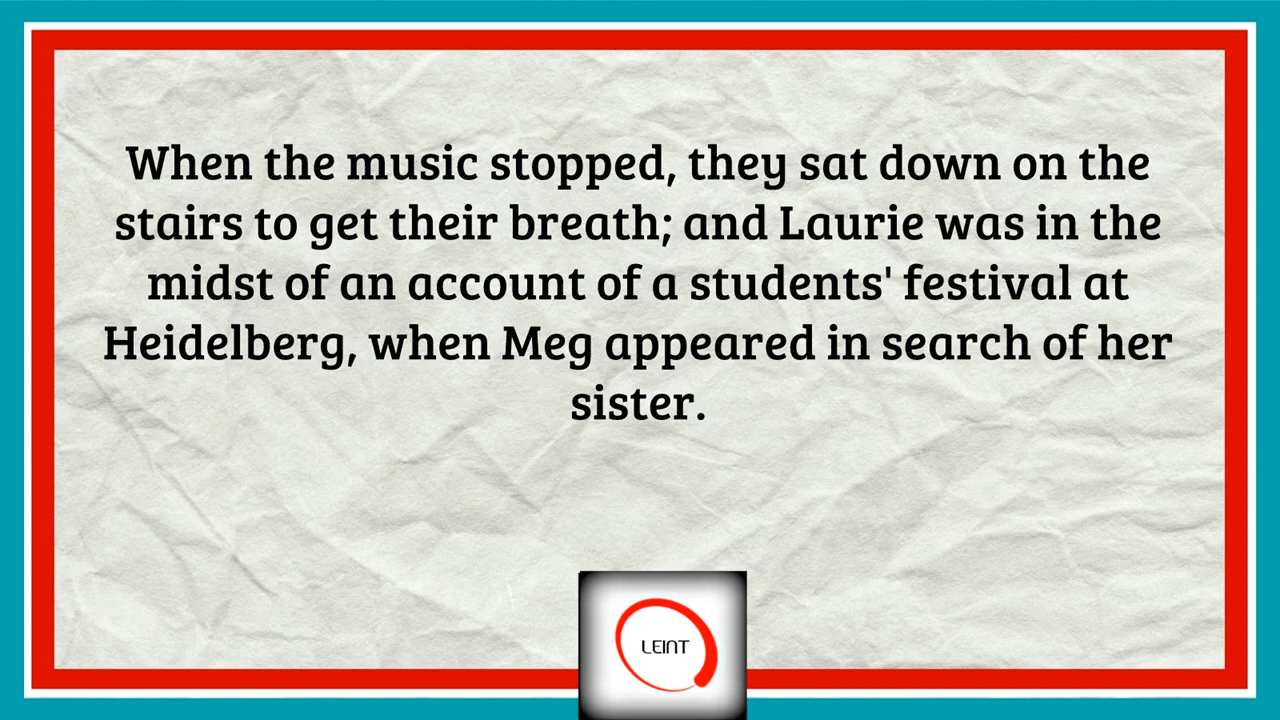 When the music stopped, they sat down on the
stairs to get their breath; and Laurie was in the
midst of an account of a students' festival at
Heidelberg, when Meg appeared in search of her
sister.
LEINT